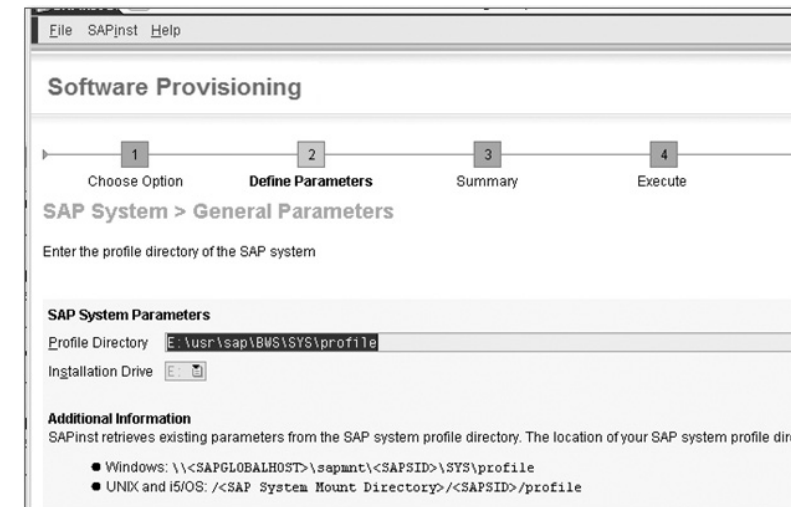 File SAPinst Help
Software Provisioning
1 2 3 4
Choose Option Define Parameters Summary Execute
SAP System > General Parameters
Enter the profile directory of the SAP system
SAP System Parameters
Profile Directory E:\usr\sap\BWS\SYS\profile
Installation Drive E:
Additional Information
SAPinst retrieves existing parameters from the SAP system profile directory. The location of your SAP system profile
● Windows: \\<SAPGLOBALHOST>\sapmnt\<SAPSID>\SYS\profile
● UNIX and i5/OS: /<SAP System Mount Directory>/<SAPSID>/profile